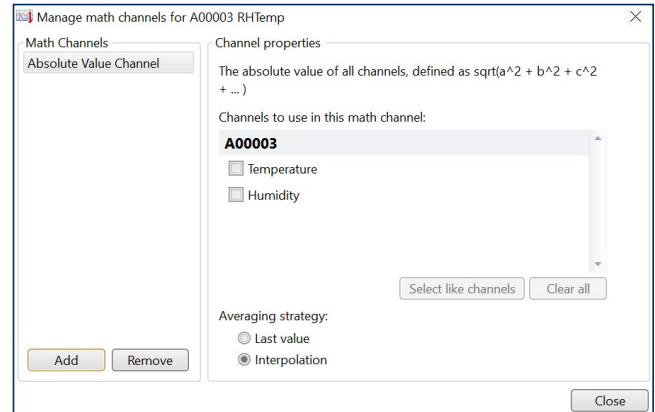 Manage math channels for A00003 RHTemp
Math Channels
Absolute Value Channel
Add
Remove
Channel properties
The absolute value of all channels, defined as sqrt(a^2 + b^2 + c^2
+ ... )
Channels to use in this math channel:
A00003
Temperature
Humidity
Select like channels
Clear all
Averaging strategy:
Last value
Interpolation
Close